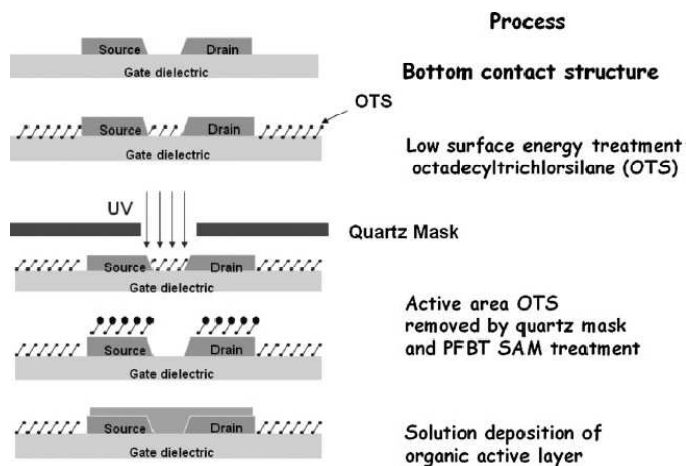 Process
Source Drain
Gate dielectric
Bottom contact structure
OTS
Source Drain
Gate dielectric
Low surface energy treatment
octadecyltrichlorsilane (OTS)
UV
Quartz Mask
Source Drain
Gate dielectric
Active area OTS
removed by quartz mask
and PFBT SAM treatment
Source Drain
Gate dielectric
Solution deposition of
organic active layer
Source Drain
Gate dielectric